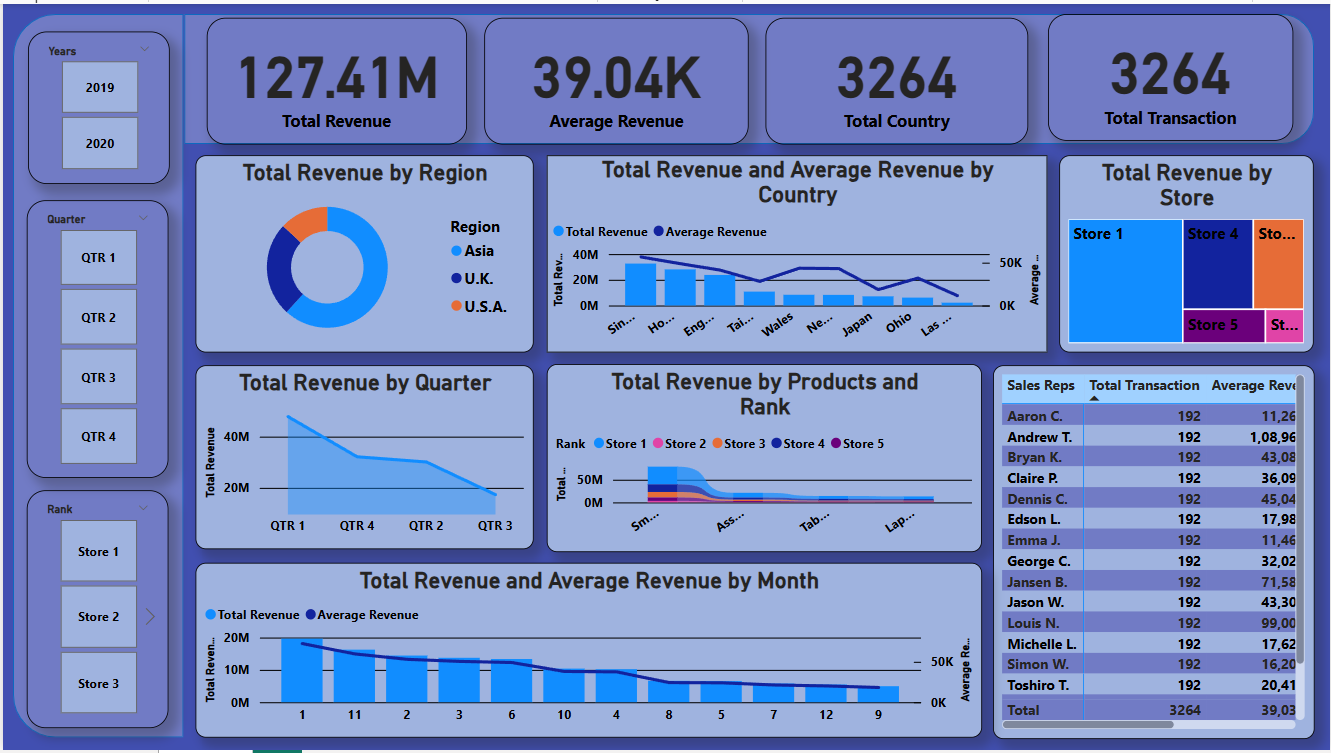 Years
2019
2020
Quarter
QTR 1
QTR 2
QTR 3
QTR 4
Rank
Store 1
Store 2
Store 3
127.41M
Total Revenue
39.04K
Average Revenue
3264
Total Country
3264
Total Transaction
Total Revenue by Region
Region
Asia
U.K.
U.S.A.
Total Revenue and Average Revenue by
Country
Total Revenue Average Revenue
Total Rev...
40M
20M
0M
50K
0K
Average ...
Sin... Ho... Eng... Tai... Wales Ne... Japan Ohio Las ...
Total Revenue by
Store
Store 1 Store 4 Sto...
Store 5 St...
Total Revenue by Quarter
Total Revenue
40M
20M
QTR 1 QTR 4 QTR 2 QTR 3
Total Revenue by Products and
Rank
Rank Store 1 Store 2 Store 3 Store 4 Store 5
Total ...
50M
0M
Sm... Ass... Tab... Lap...
Sales Reps Total Transaction Average Reve
Aaron C. 192 11,26
Andrew T. 192 1,08,96
Bryan K. 192 43,08
Claire P. 192 36,09
Dennis C. 192 45,04
Edson L. 192 17,98
Emma J. 192 11,46
George C. 192 32,02
Jansen B. 192 71,58
Jason W. 192 43,30
Louis N. 192 99,00
Michelle L. 192 17,62
Simon W. 192 16,20
Toshiro T. 192 20,41
Total 3264 39,03
Total Revenue and Average Revenue by Month
Total Revenue Average Revenue
Total Reven...
20M
10M
0M
50K
0K
Average Re...
1 11 2 3 6 10 4 8 5 7 12 9